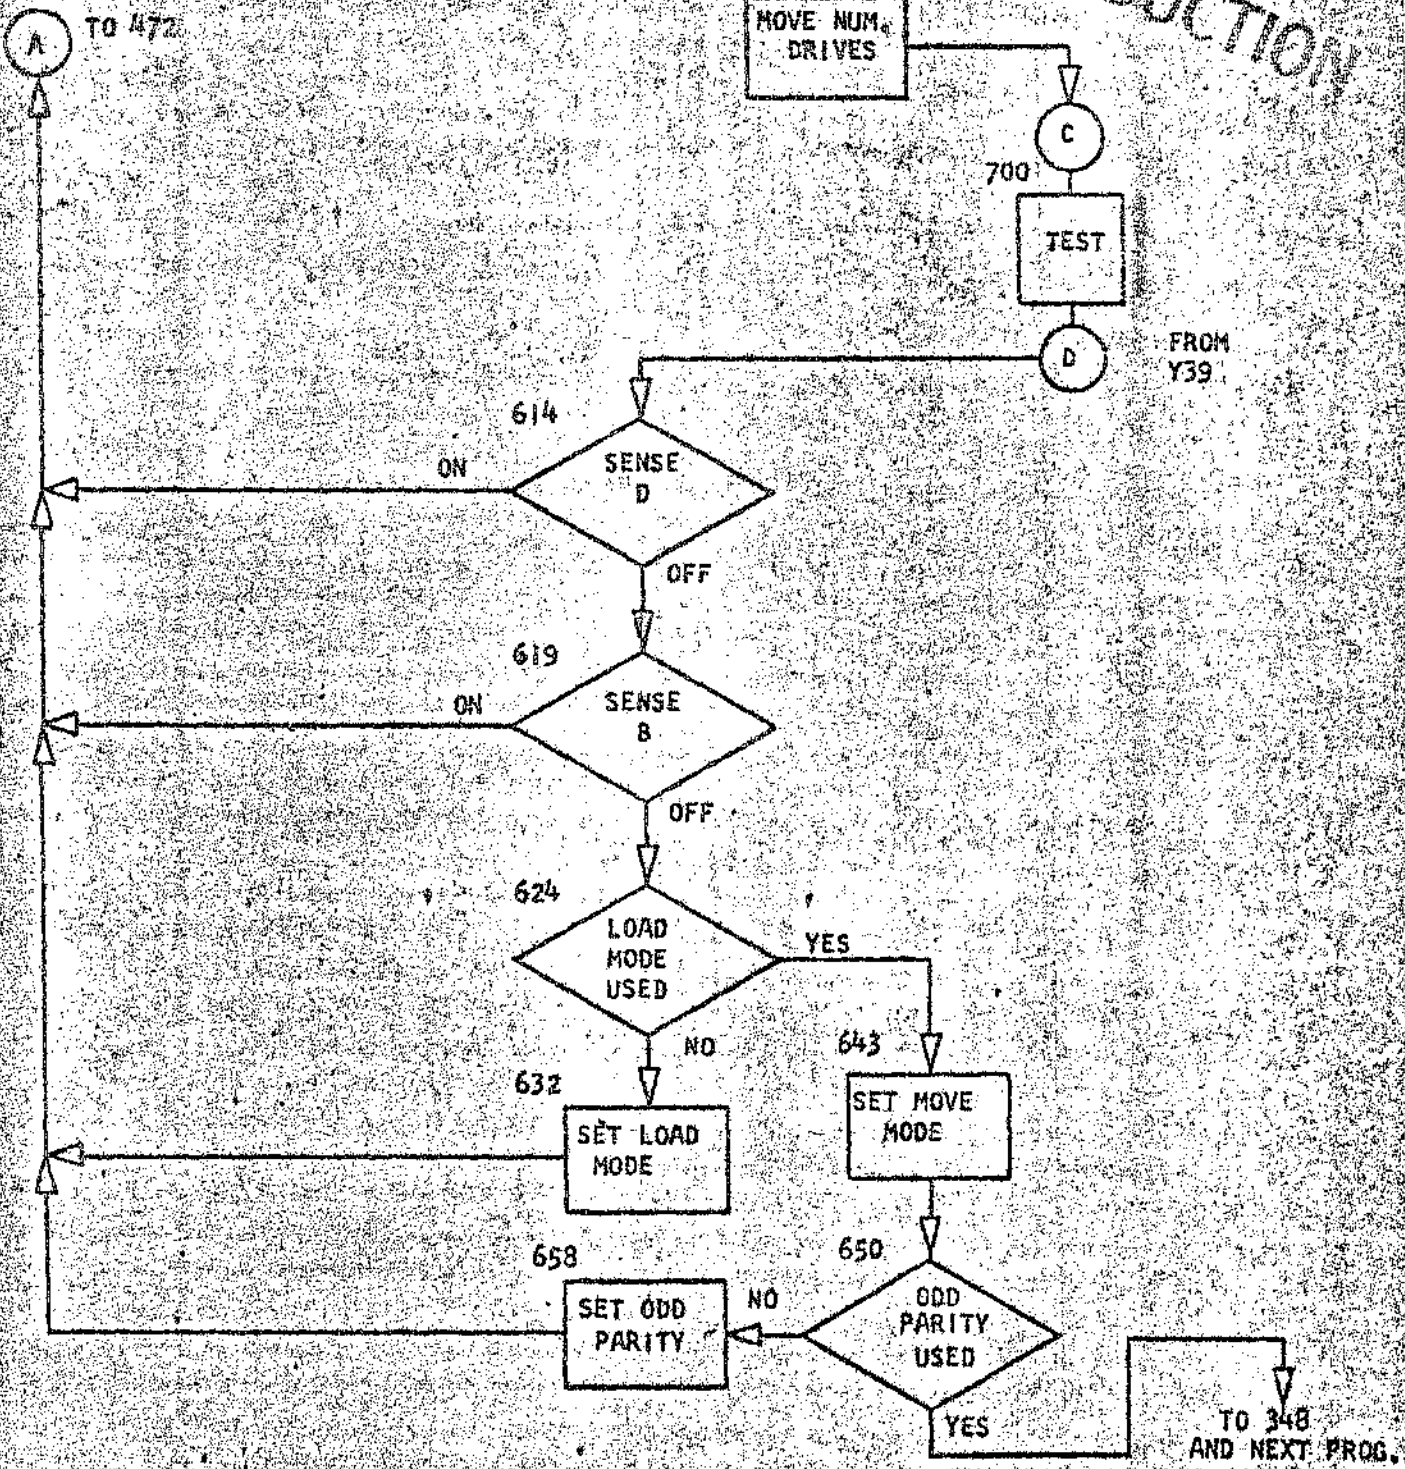 A TO 472
MOVE NUM.
DRIVES
C
700
TEST
D
FROM
Y39
614
SENSE
D
ON
OFF
619
SENSE
B
ON
OFF
624
LOAD
MODE
USED
YES
NO
632
SET LOAD
MODE
643
SET MOVE
MODE
650
ODD
PARITY
USED
NO
658
SET ODD
PARITY
YES
TO 348
AND NEXT PROG.